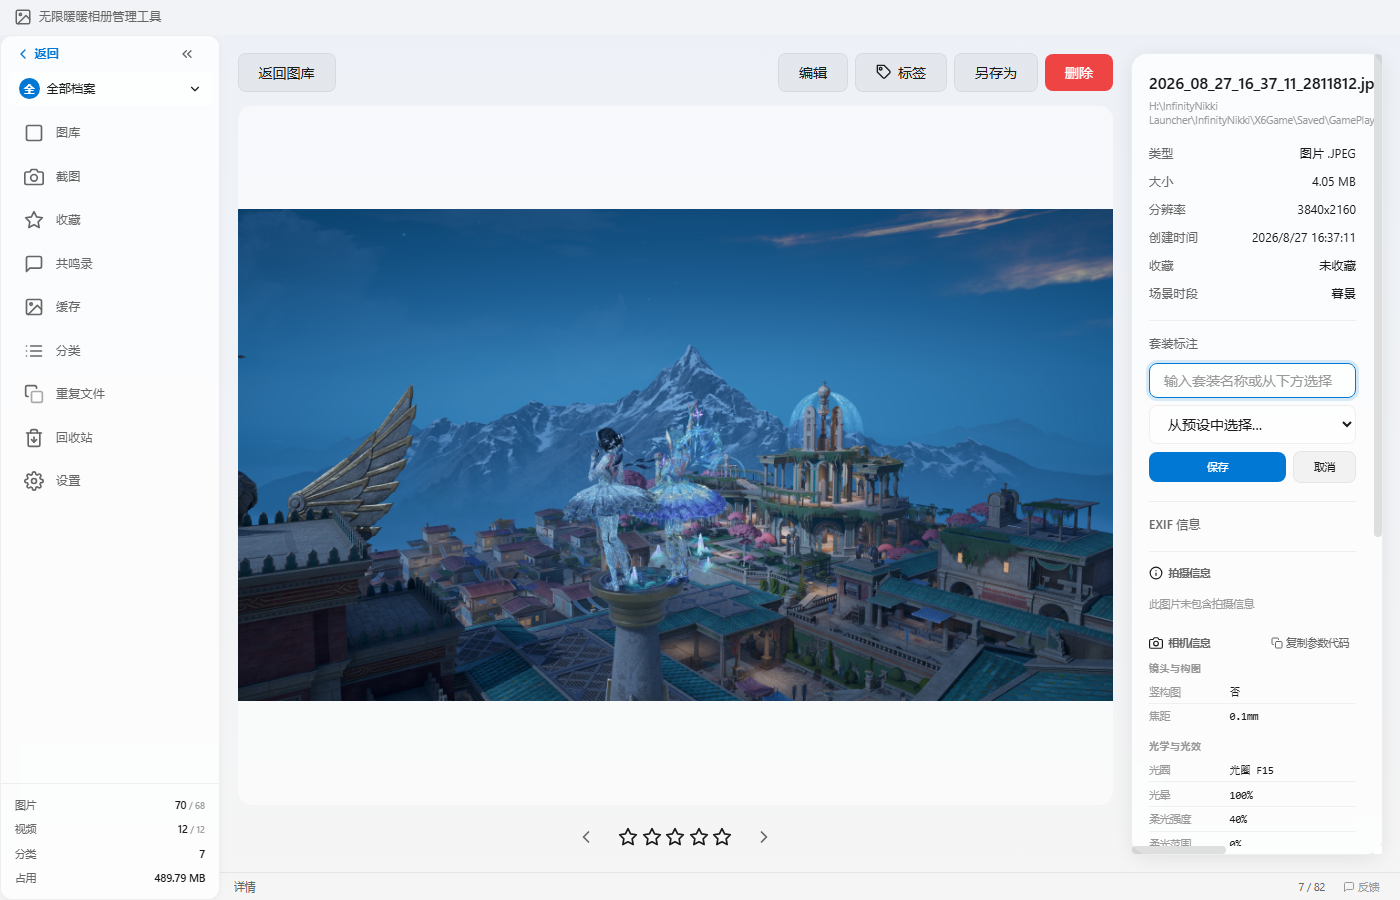 无限暖暖相册管理工具
返回
全 全部档案
图库
截图
收藏
共鸣录
缓存
分类
重复文件
回收站
设置
图片 70 / 68
视频 12 / 12
分类 7
占用 489.79 MB
返回图库
编辑
标签
另存为
删除
详情
2026_08_27_16_37_11_2811812.jp
H:\InfinityNikki
Launcher\InfinityNikki\X6Game\Saved\GamePlay
类型 图片 .JPEG
大小 4.05 MB
分辨率 3840x2160
创建时间 2026/8/27 16:37:11
收藏 未收藏
场景时段 暮景
套装标注
输入套装名称或从下方选择
从预设中选择...
保存
取消
EXIF 信息
拍摄信息
此图片未包含拍摄信息
相机信息 复制参数代码
镜头与构图
竖构图 否
焦距 0.1mm
光学与光效
光圈 光圈 F15
光晕 100%
柔光强度 40%
柔光范围 0%
7 / 82
反馈